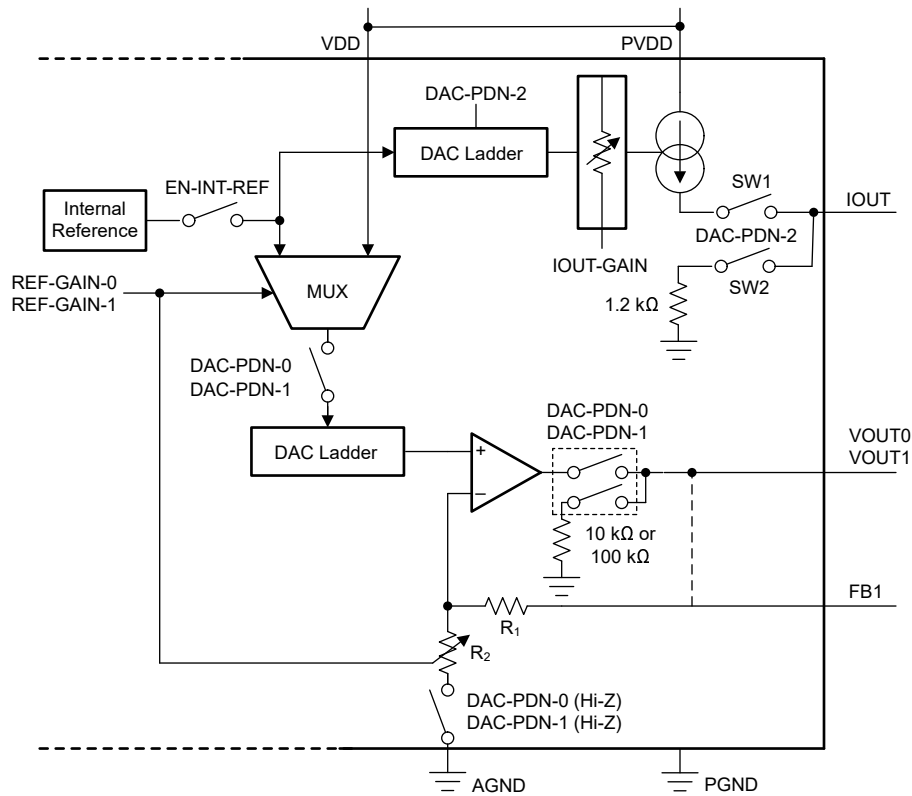 VDD
PVDD
DAC-PDN-2
DAC Ladder
EN-INT-REF
Internal
Reference
SW1
IOUT
DAC-PDN-2
SW2
IOUT-GAIN
1.2 kΩ
REF-GAIN-0
REF-GAIN-1
MUX
DAC-PDN-0
DAC-PDN-1
DAC Ladder
+
–
DAC-PDN-0
DAC-PDN-1
VOUT0
VOUT1
10 kΩ or
100 kΩ
FB1
R1
R2
DAC-PDN-0 (Hi-Z)
DAC-PDN-1 (Hi-Z)
AGND
PGND